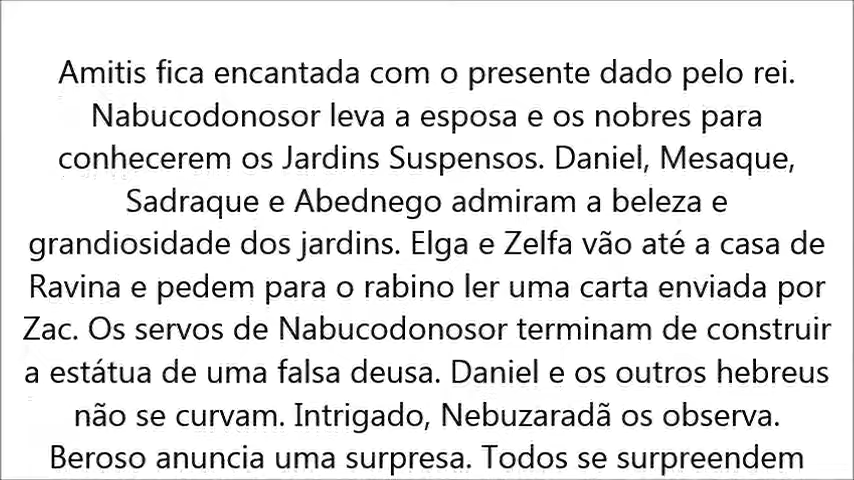 Amitis fica encantada com o presente dado pelo rei.
Nabucodonosor leva a esposa e os nobres para
conhecerem os Jardins Suspensos. Daniel, Mesaque,
Sadraque e Abednego admiram a beleza e
grandiosidade dos jardins. Elga e Zelfa vão até a casa de
Ravina e pedem para o rabino ler uma carta enviada por
Zac. Os servos de Nabucodonosor terminam de construir
a estátua de uma falsa deusa. Daniel e os outros hebreus
não se curvam. Intrigado, Nebuzaradã os observa.
Beroso anuncia uma surpresa. Todos se surpreendem